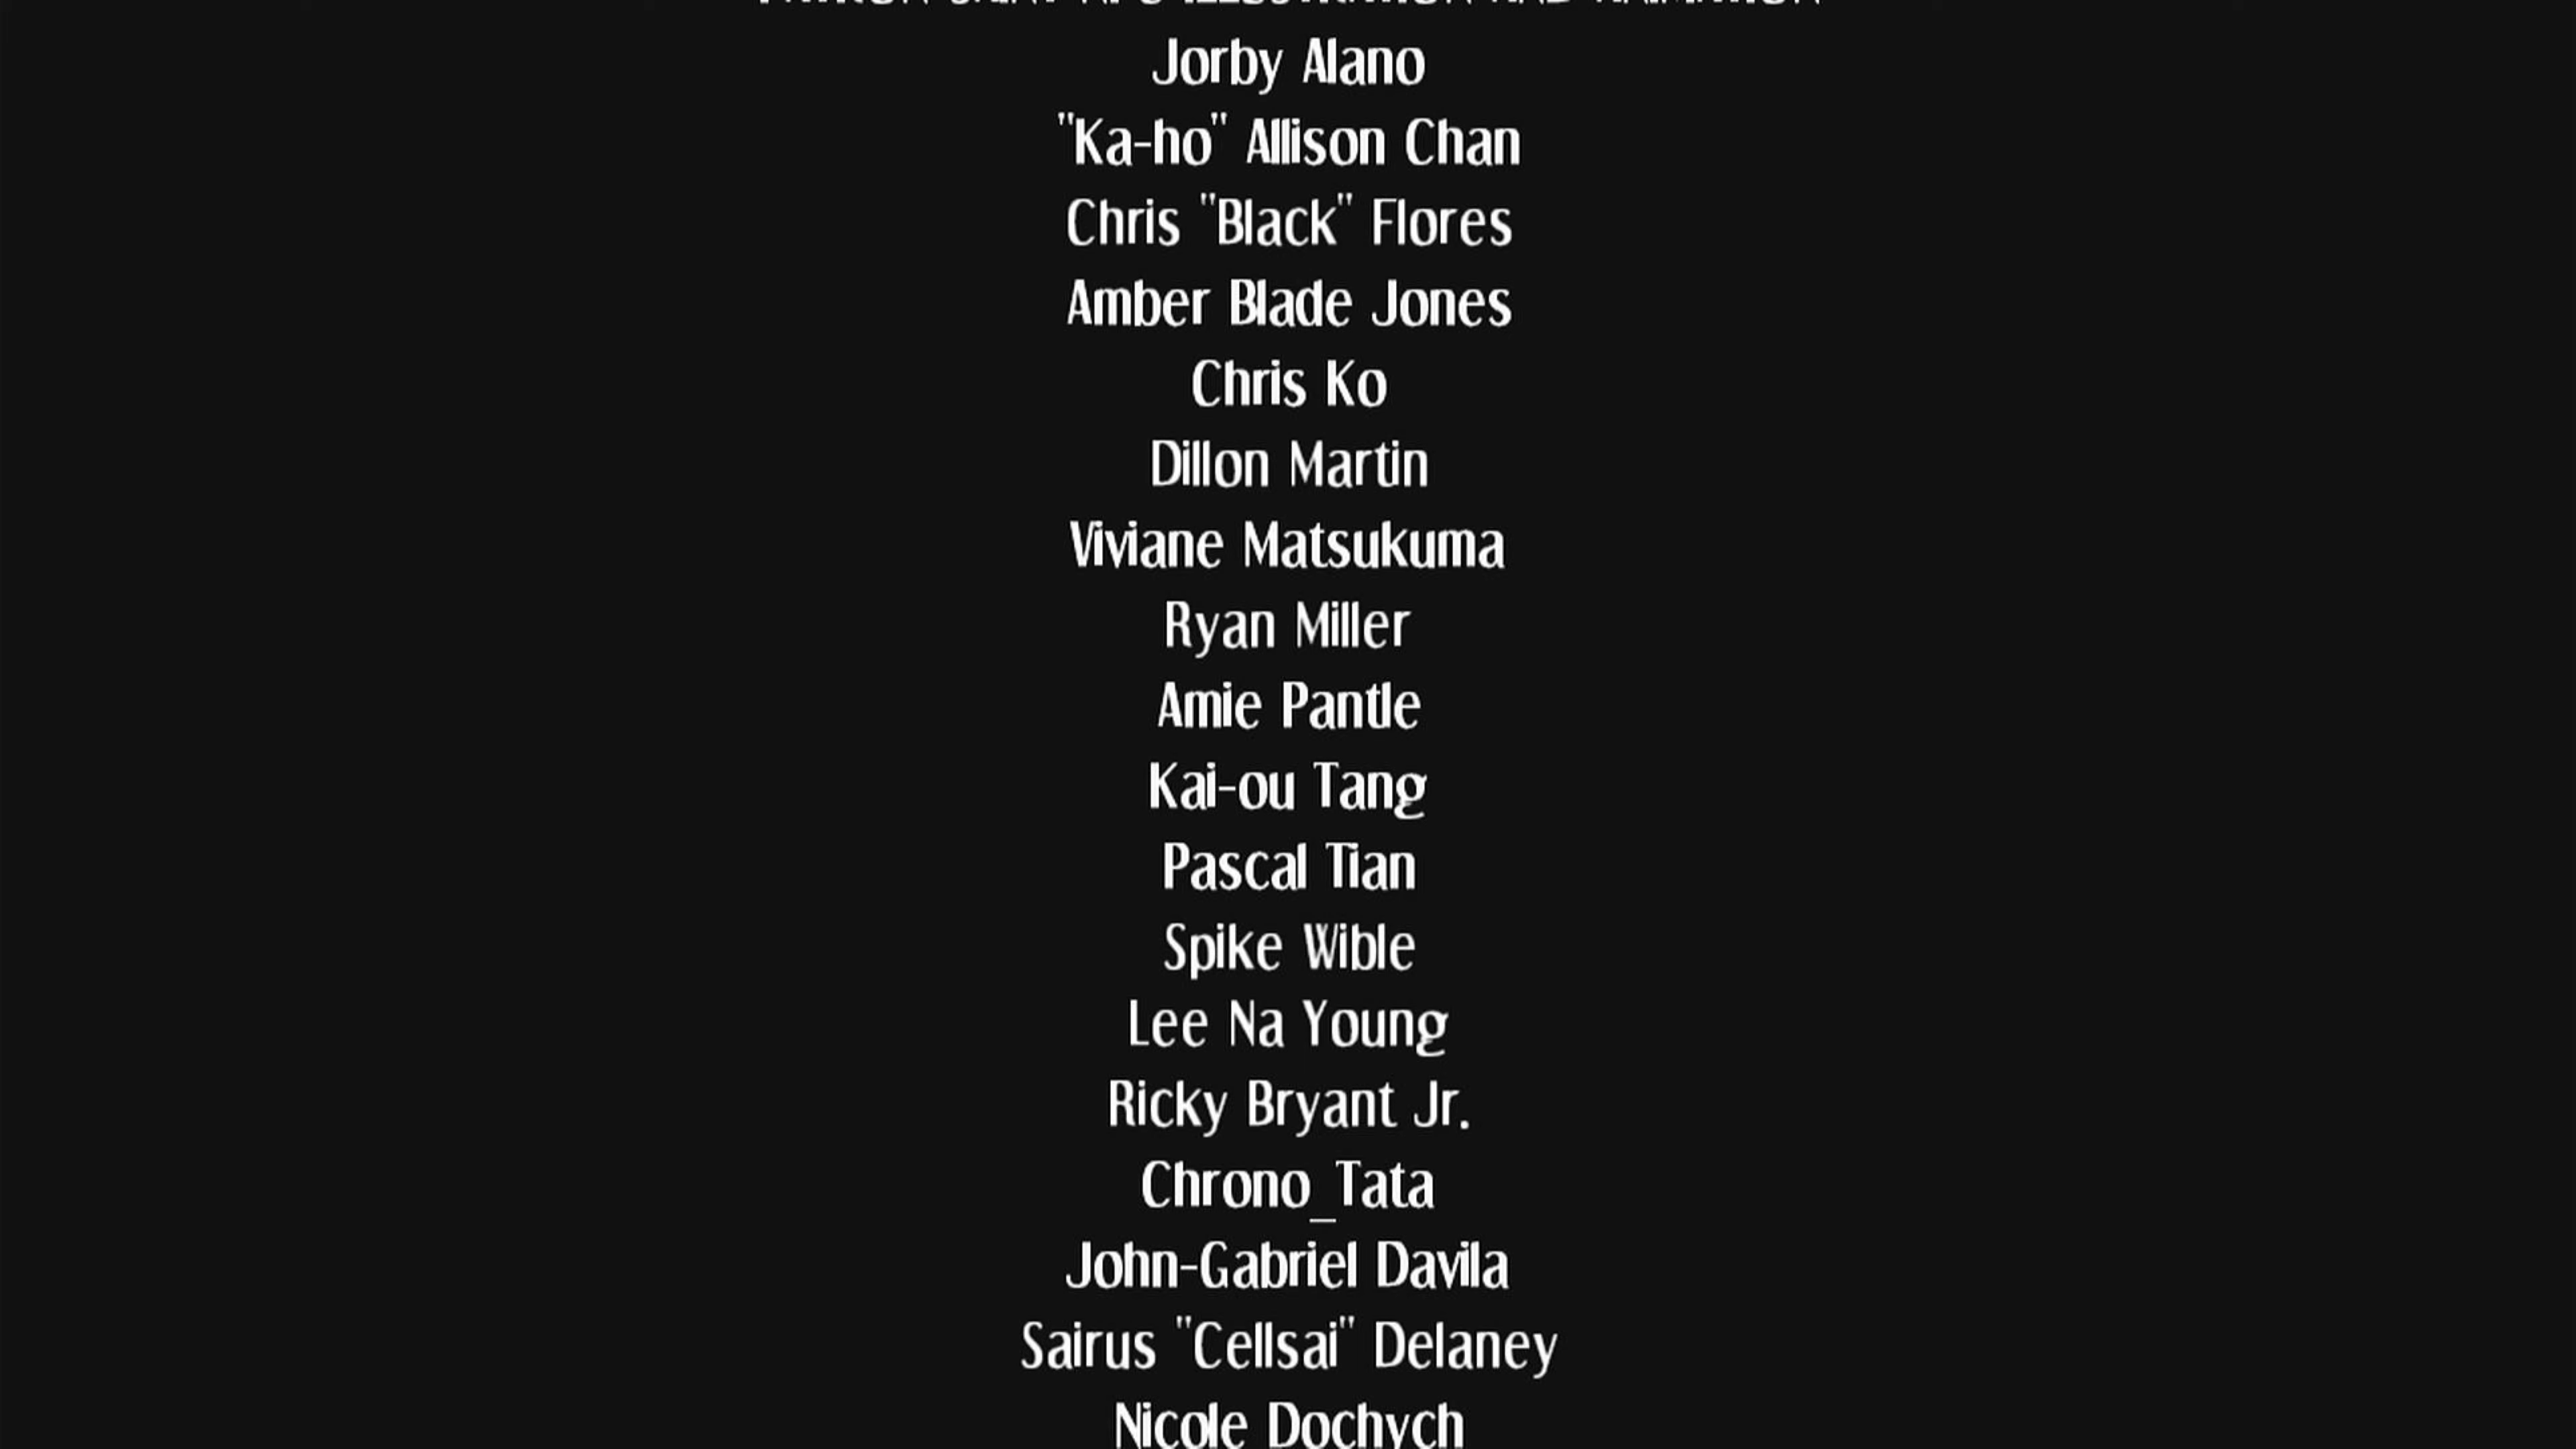 Jorby Alano
"Ka-ho" Allison Chan
Chris "Black" Flores
Amber Blade Jones
Chris Ko
Dillon Martin
Viviane Matsukuma
Ryan Miller
Amie Pantle
Kai-ou Tang
Pascal Tian
Spike Wible
Lee Na Young
Ricky Bryant Jr.
Chrono_Tata
John-Gabriel Davila
Sairus "Cellsai" Delaney
Nicole Dochych